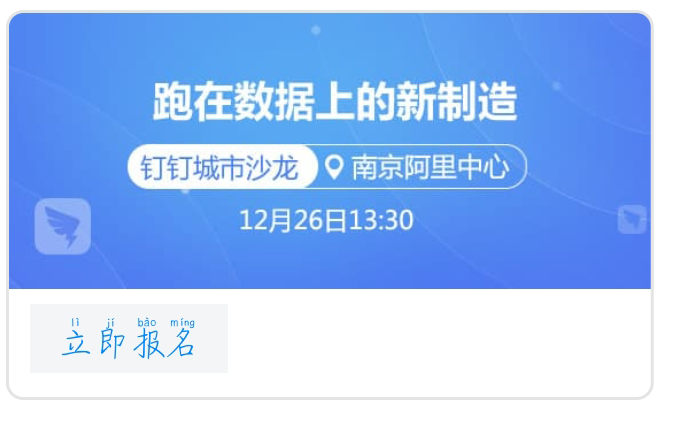 跑在数据上的新制造
钉钉城市沙龙 南京阿里中心
12月26日13:30
lì jí bào míng
立即报名